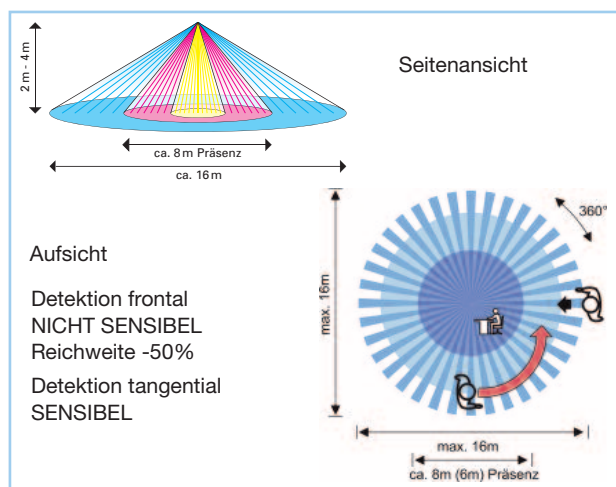 2 m - 4 m
Seitenansicht
ca. 8 m Präsenz
ca. 16 m
360°
Aufsicht
max. 16m
Detektion frontal
NICHT SENSIBEL
Reichweite -50%
Detektion tangential
SENSIBEL
max. 16m
ca. 8m (6m) Präsenz